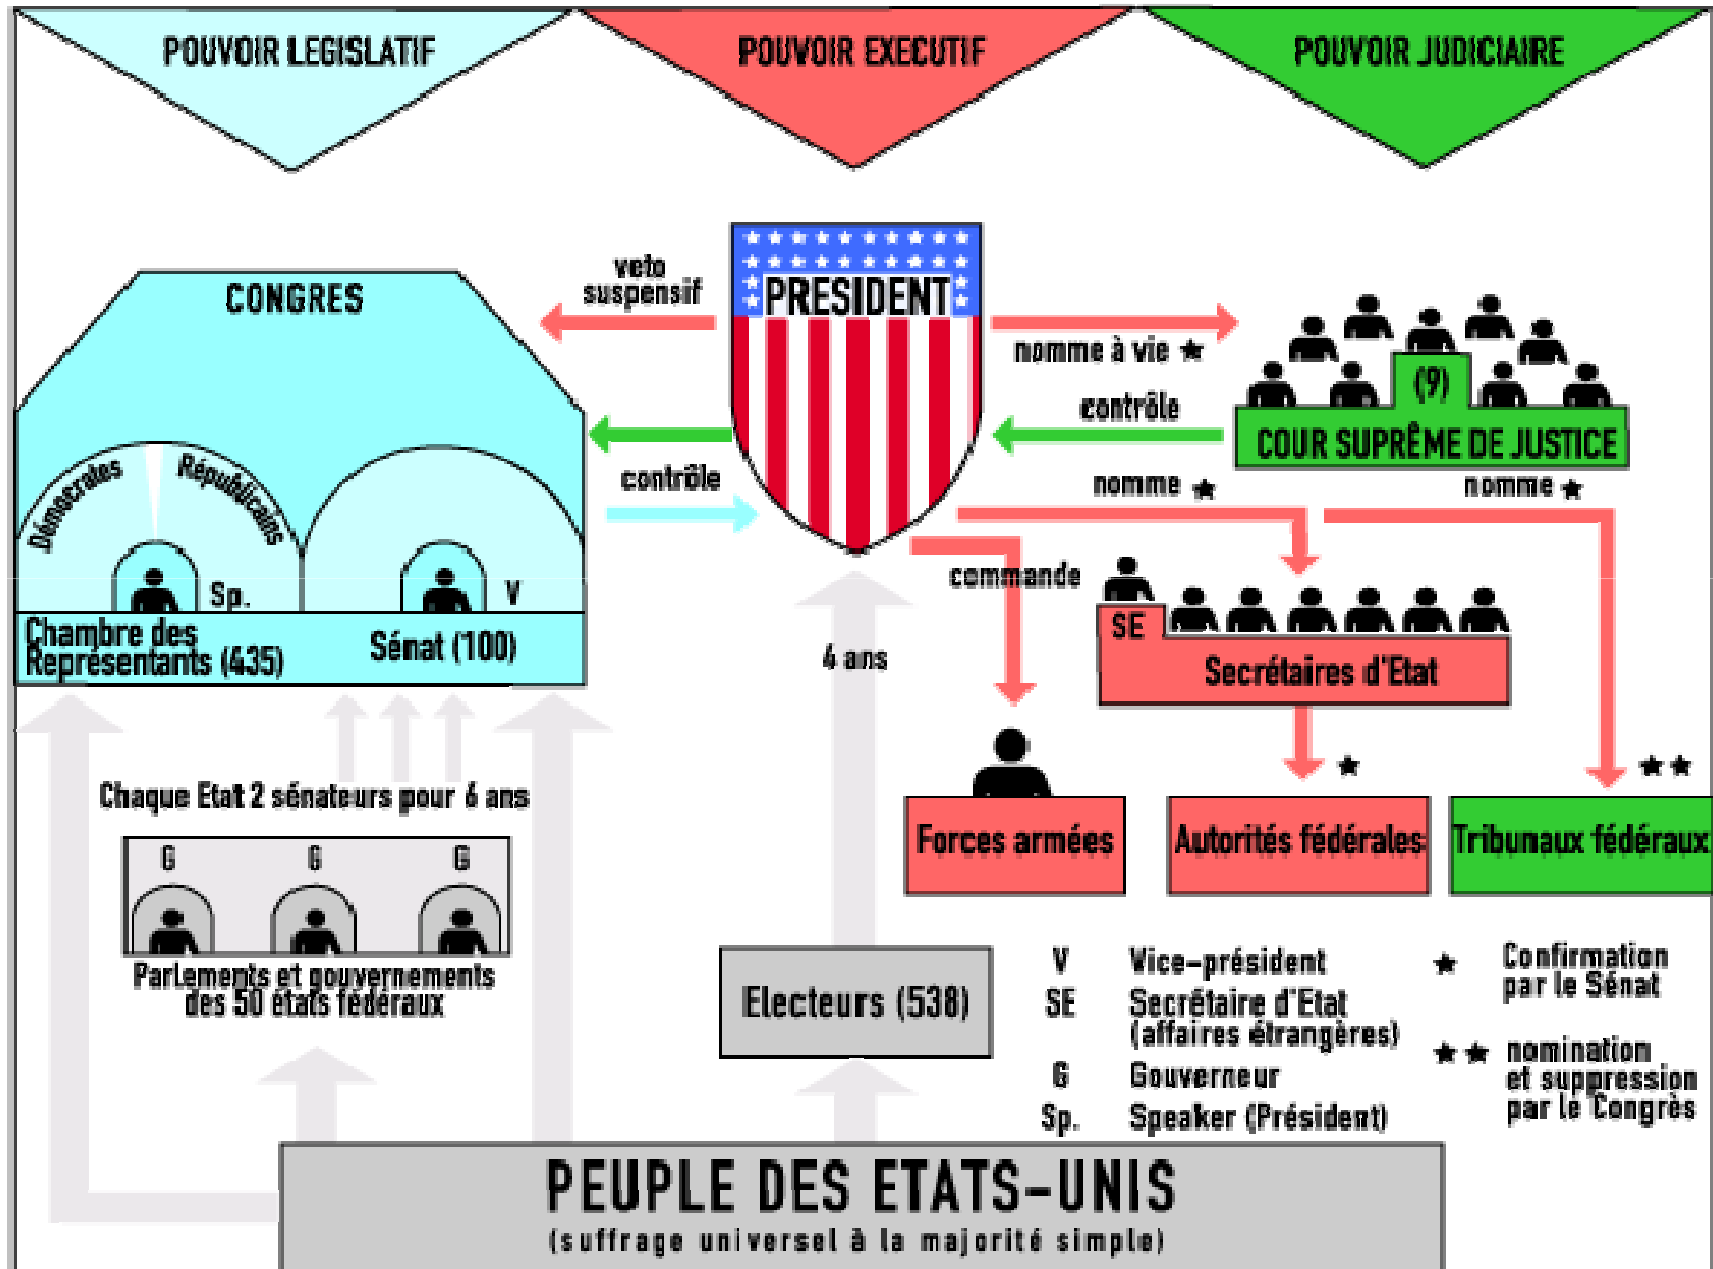 POUVOIR LEGISLATIF
POUVOIR EXECUTIF
POUVOIR JUDICIAIRE
CONGRES
veto
suspensif
PRESIDENT
nomme à vie ★
(9)
COUR SUPRÊME DE JUSTICE
contrôle
contrôle
nomme ★
nomme ★
Démocrates
Républicains
Sp.
V
Chambre des
Représentants (435)
Sénat (100)
commande
4 ans
SE
Secrétaires d'Etat
★
★★
Chaque Etat 2 sénateurs pour 6 ans
G
G
G
Parlements et gouvernements
des 50 états fédéraux
Forces armées
Autorités fédérales
Tribunaux fédéraux
Electeurs (538)
V Vice-président
SE Secrétaire d'Etat
(affaires étrangères)
G Gouverneur
Sp. Speaker (Président)
★ Confirmation
par le Sénat
★★ nomination
et suppression
par le Congrès
PEUPLE DES ETATS-UNIS
(suffrage universel à la majorité simple)